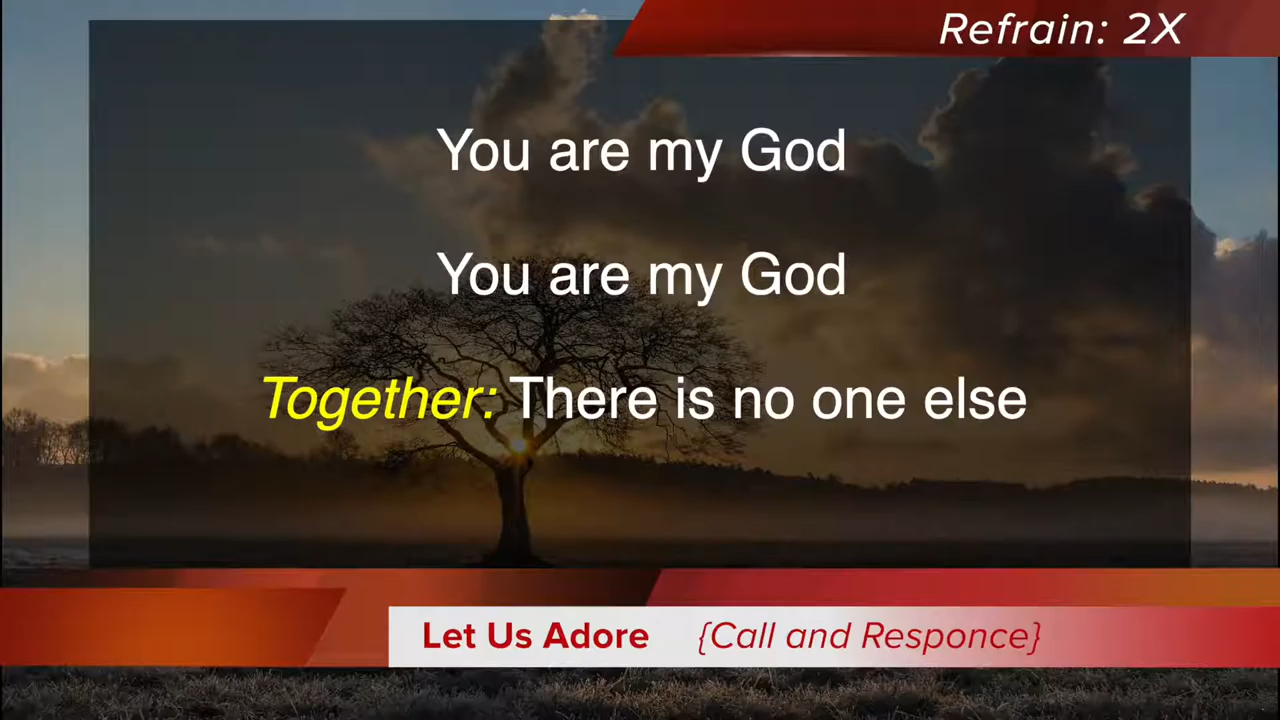 Refrain: 2X
You are my God
You are my God
Together: There is no one else
Let Us Adore {Call and Responce}